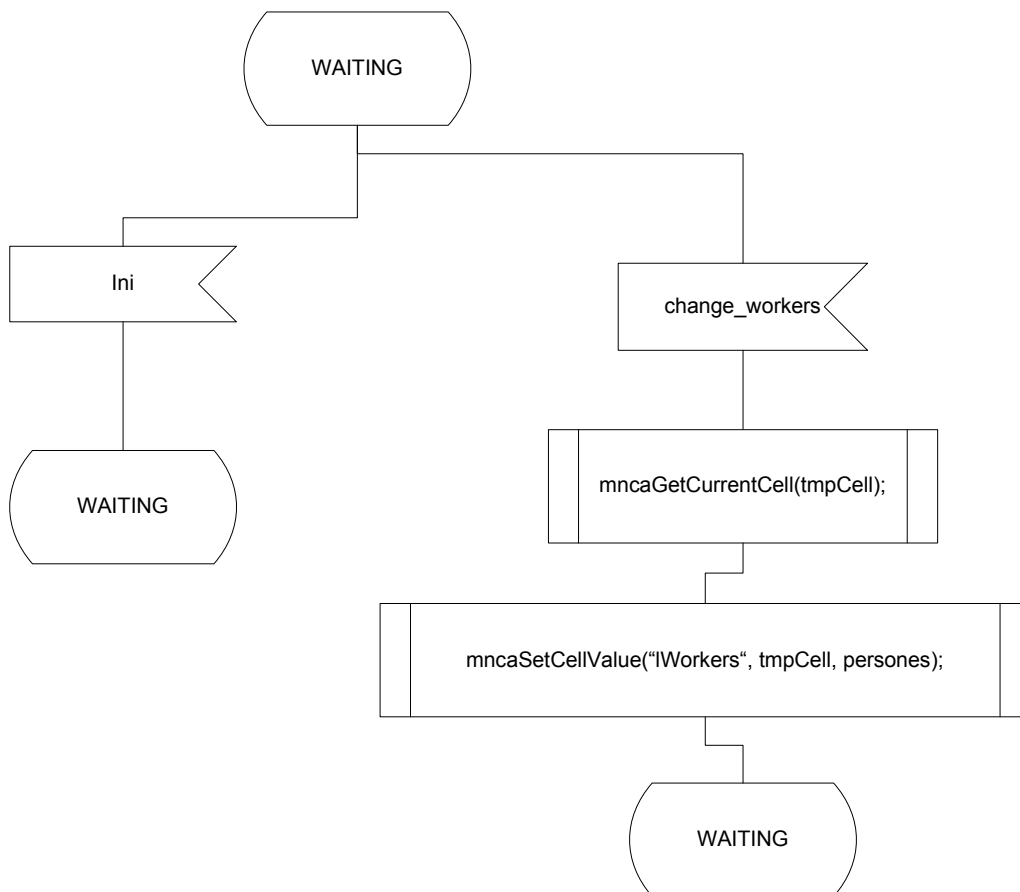 WAITING
Ini
change_workers
WAITING
mncaGetCurrentCell(tmpCell);
mncaSetCellValue(“lWorkers“, tmpCell, persones);
WAITING